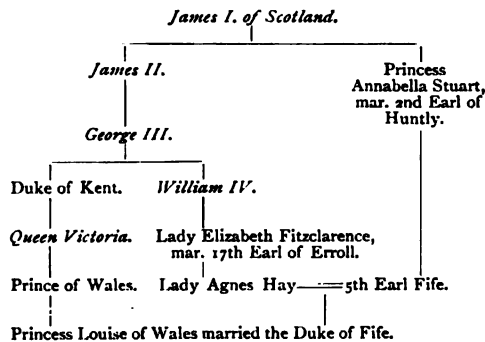 James I. of Scotland.
James II.
Princess
Annabella Stuart,
mar. 2nd Earl of
Huntly.
George III.
Duke of Kent. William IV.
Queen Victoria. Lady Elizabeth Fitzclarence,
mar. 17th Earl of Erroll.
Prince of Wales. Lady Agnes Hay 5th Earl Fife.
Princess Louise of Wales married the Duke of Fife.